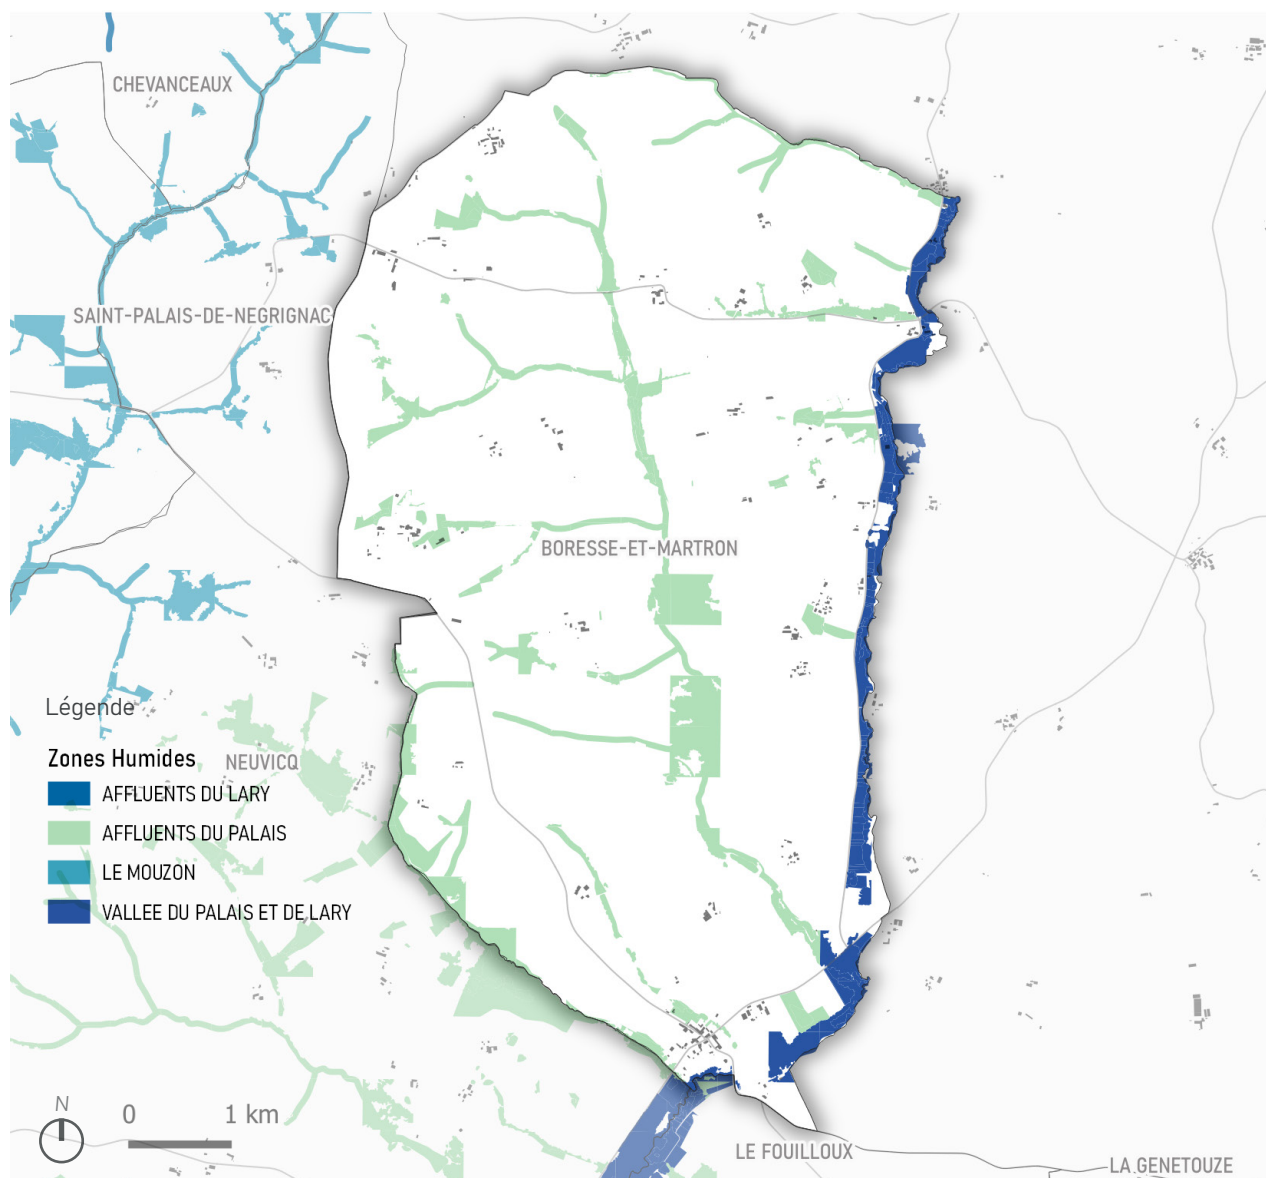 CHEVANCEAUX
SAINT-PALAIS-DE-NEGRIGNAC
BORESSE-ET-MARTRON
Légende
Zones Humides
NEUVICQ
AFFLUENTS DU LARY
AFFLUENTS DU PALAIS
LE MOUZON
VALLEE DU PALAIS ET DE LARY
N
0 1 km
LE FOUILLOUX
LA GENETOUZE